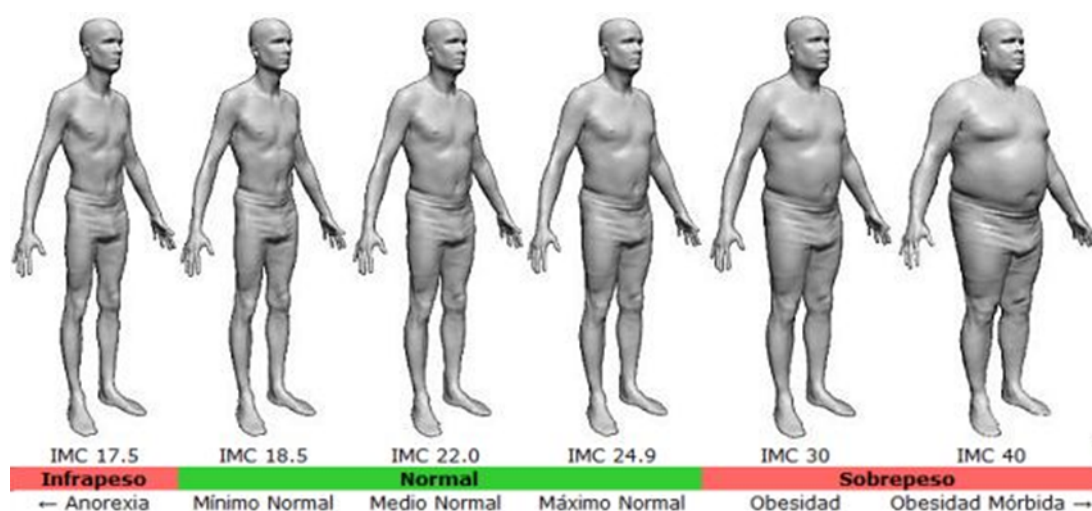 IMC 17.5 IMC 18.5 IMC 22.0 IMC 24.9 IMC 30 IMC 40
Infrapeso Normal Sobrepeso
← Anorexia Mínimo Normal Medio Normal Máximo Normal Obesidad Obesidad Mórbida →